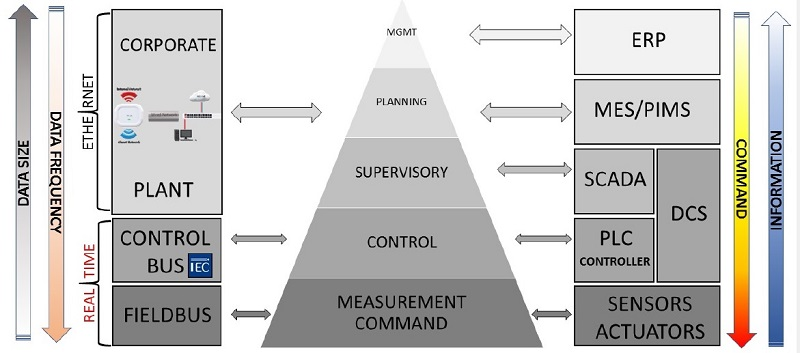 DATA SIZE
DATA FREQUENCY
ETHERNET
REAL TIME
CORPORATE
PLANT
CONTROL
BUS IEC
FIELDBUS
MGMT
PLANNING
SUPERVISORY
CONTROL
MEASUREMENT
COMMAND
ERP
MES/PIMS
SCADA
DCS
PLC
CONTROLLER
SENSORS
ACTUATORS
COMMAND
INFORMATION